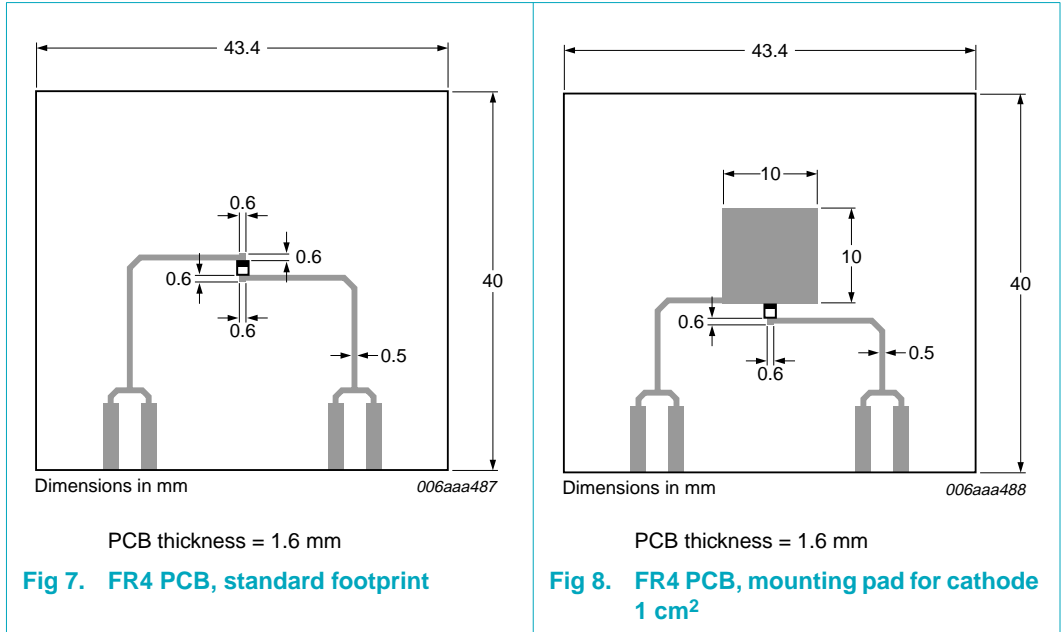 43.4
0.6
0.6
0.6
0.6
40
0.5
Dimensions in mm
006aaa487
PCB thickness = 1.6 mm
Fig 7. FR4 PCB, standard footprint
43.4
10
10
40
0.6
0.6
0.5
Dimensions in mm
006aaa488
PCB thickness = 1.6 mm
Fig 8. FR4 PCB, mounting pad for cathode
1 cm²